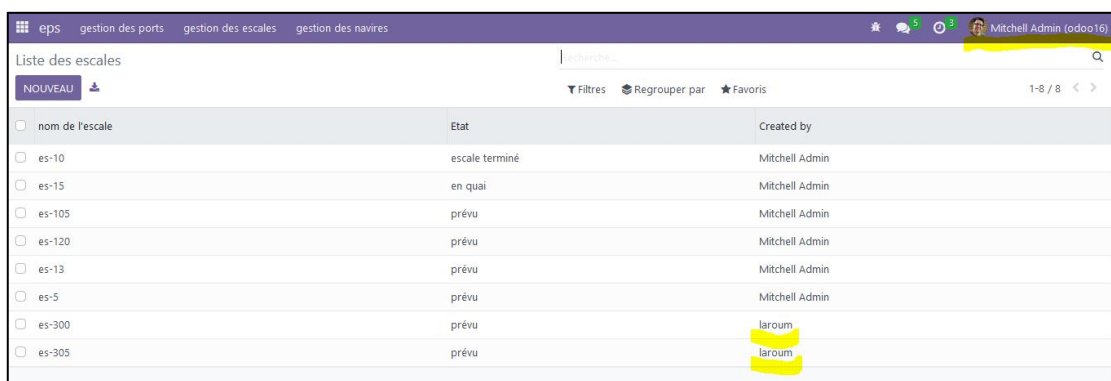 eps gestion des ports gestion des escales gestion des navires 5 3 Mitchell Admin (odoo16)
Liste des escales Recherche...
NOUVEAU Filtres Regrouper par Favoris 1-8 / 8
nom de l'escale Etat Created by
es-10 escale terminé Mitchell Admin
es-15 en quai Mitchell Admin
es-105 prévu Mitchell Admin
es-120 prévu Mitchell Admin
es-13 prévu Mitchell Admin
es-5 prévu Mitchell Admin
es-300 prévu laroum
es-305 prévu laroum